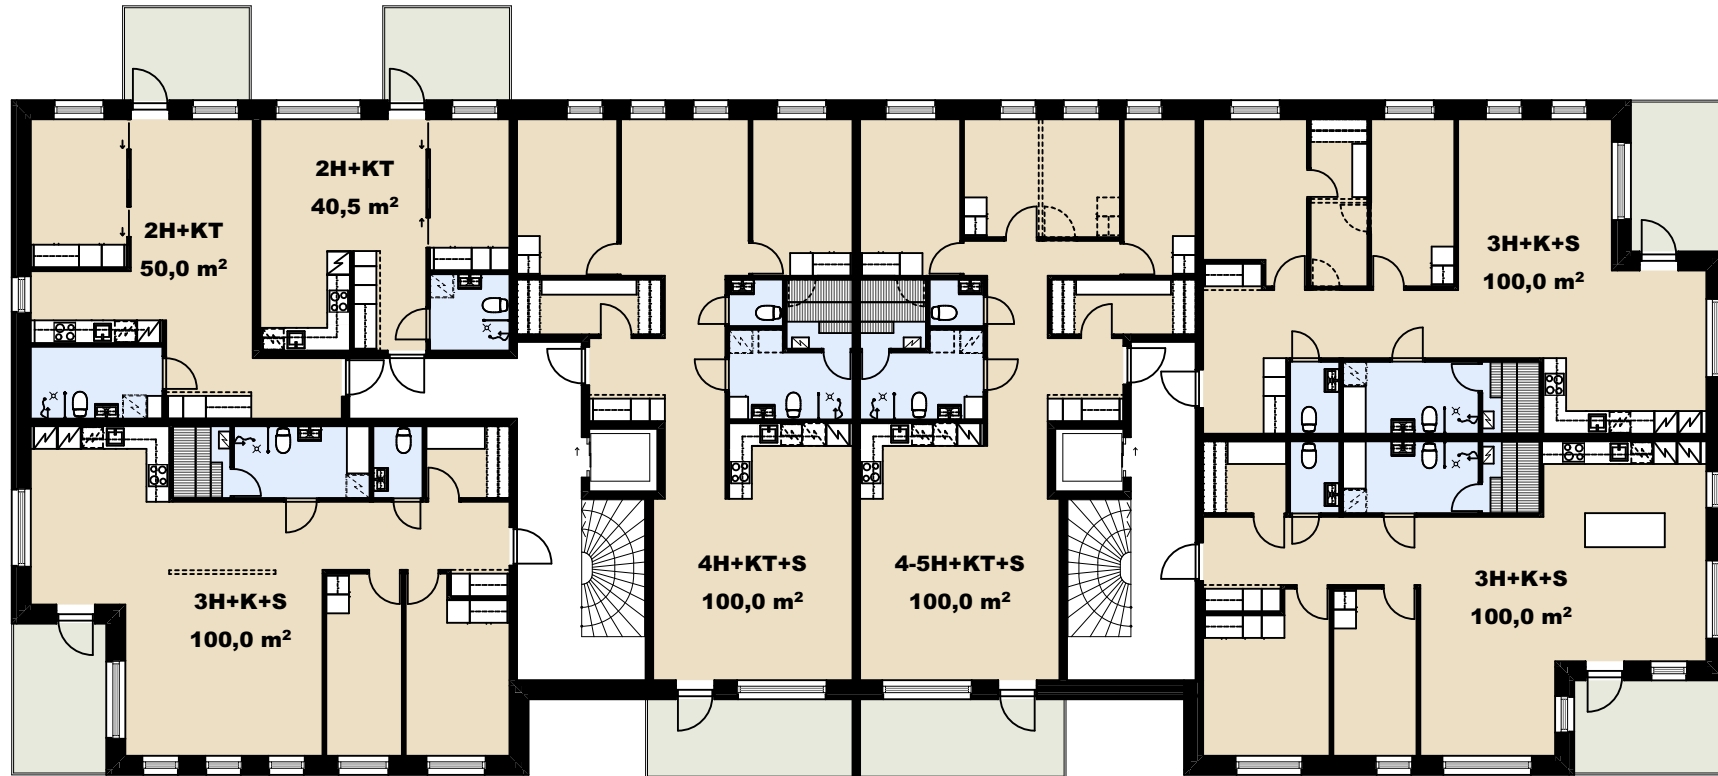 2H+KT
40,5 m²
2H+KT
50,0 m²
3H+K+S
100,0 m²
4H+KT+S
100,0 m²
4-5H+KT+S
100,0 m²
3H+K+S
100,0 m²
3H+K+S
100,0 m²